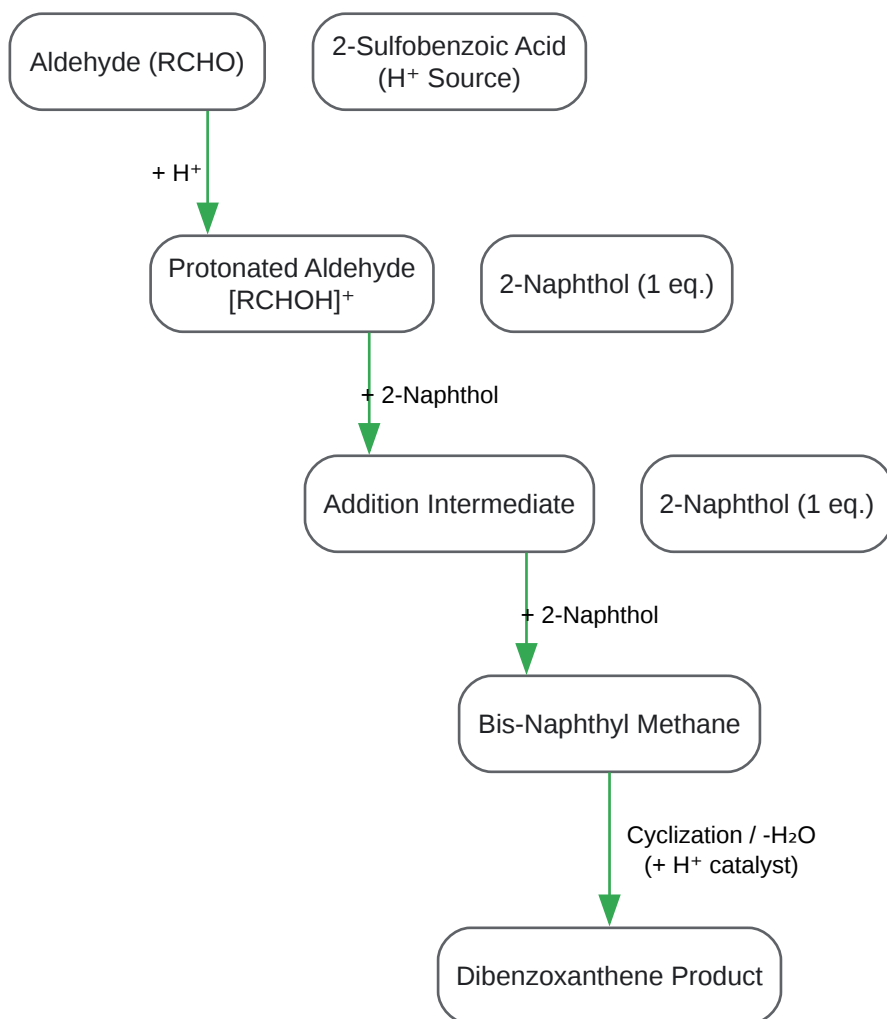 Aldehyde (RCHO)
2-Sulfobenzoic Acid
(H⁺ Source)
+ H⁺
Protonated Aldehyde
[RCHOH]⁺
2-Naphthol (1 eq.)
+ 2-Naphthol
Addition Intermediate
2-Naphthol (1 eq.)
+ 2-Naphthol
Bis-Naphthyl Methane
Cyclization / -H₂O
(+ H⁺ catalyst)
Dibenzoxanthene Product